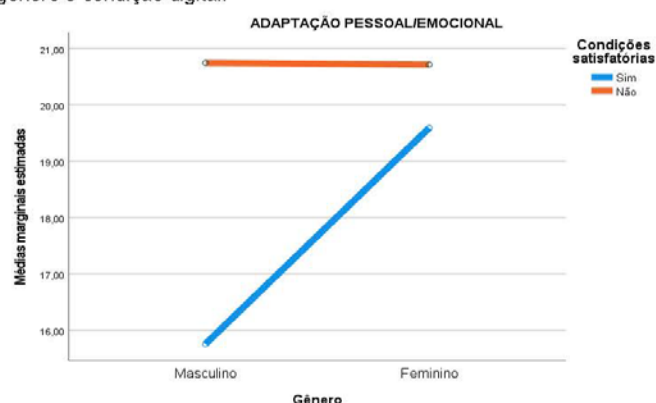 ADAPTAÇÃO PESSOAL/EMOCIONAL
Condições
satisfatórias
Sim
Não
Médias marginais estimadas
21,00
20,00
19,00
18,00
17,00
16,00
Masculino
Feminino
Gênero